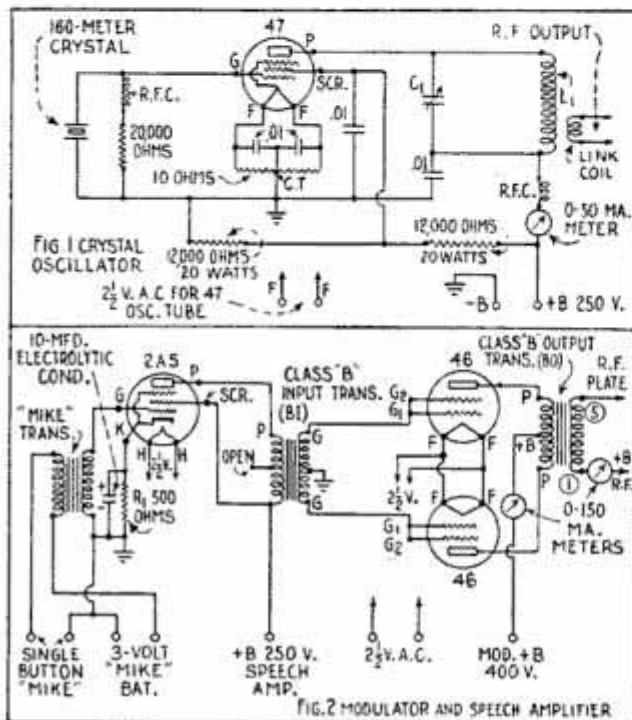 160-METER
CRYSTAL
47
P
G
SCR.
R.F.C.
20,000
OHMS
F
F
.01
.01
10 OHMS
C.T
C1
.01
R.F OUTPUT
L1
LINK
COIL
R.F.C.
0-50 MA.
METER
FIG. 1 CRYSTAL
OSCILLATOR
12,000 OHMS
20 WATTS
12,000 OHMS
20 WATTS
2½ V. A.C FOR 47
OSC. TUBE
F
F
-B
+B 250 V.
10-MFD.
ELECTROLYTIC
COND.
"MIKE"
TRANS.
2A5
P
G
K
SCR.
H
2½V.
H
+
-
R1 500
OHMS
CLASS "B"
INPUT TRANS.
(BI)
P
OPEN
G
G
46
G2
G1
F
F
2½ V.
F
F
G1
G2
46
CLASS "B" OUTPUT
TRANS. (BO)
P
+B
P
R.F.
PLATE
5
1
+B
R.F.
0-150
MA.
METERS
SINGLE
BUTTON
"MIKE"
3-VOLT
"MIKE"
BAT.
+B 250 V.
SPEECH
AMP.
2½V. A.C.
MOD. +B
400 V.
FIG. 2 MODULATOR AND SPEECH AMPLIFIER